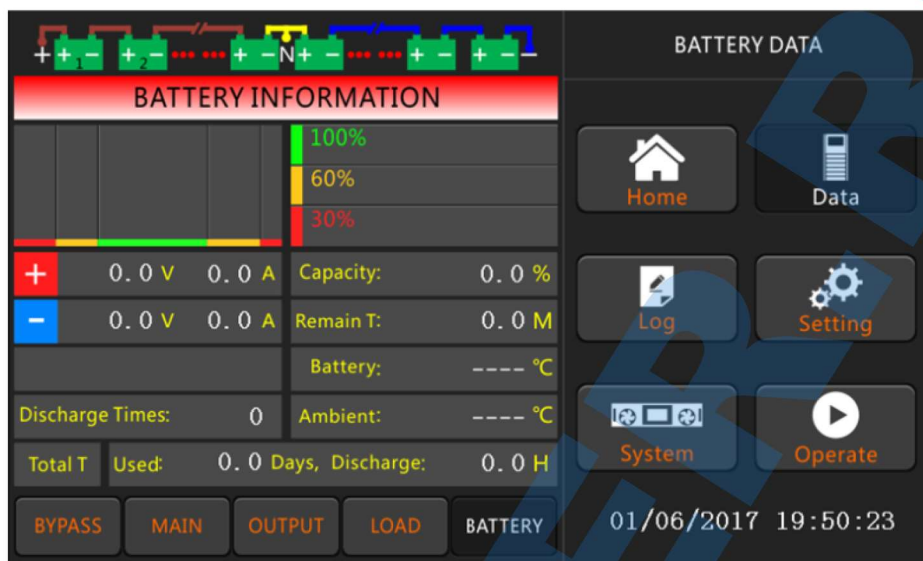 + + 1 − + 2 − + − N + − + − + − −
BATTERY DATA
BATTERY INFORMATION
100%
60%
30%
+ 0.0 V 0.0 A Capacity: 0.0 %
− 0.0 V 0.0 A Remain T: 0.0 M
Battery: ---- °C
Discharge Times: 0 Ambient: ---- °C
Total T Used: 0.0 Days, Discharge: 0.0 H
BYPASS MAIN OUTPUT LOAD BATTERY
Home Data
Log Setting
System Operate
01/06/2017 19:50:23